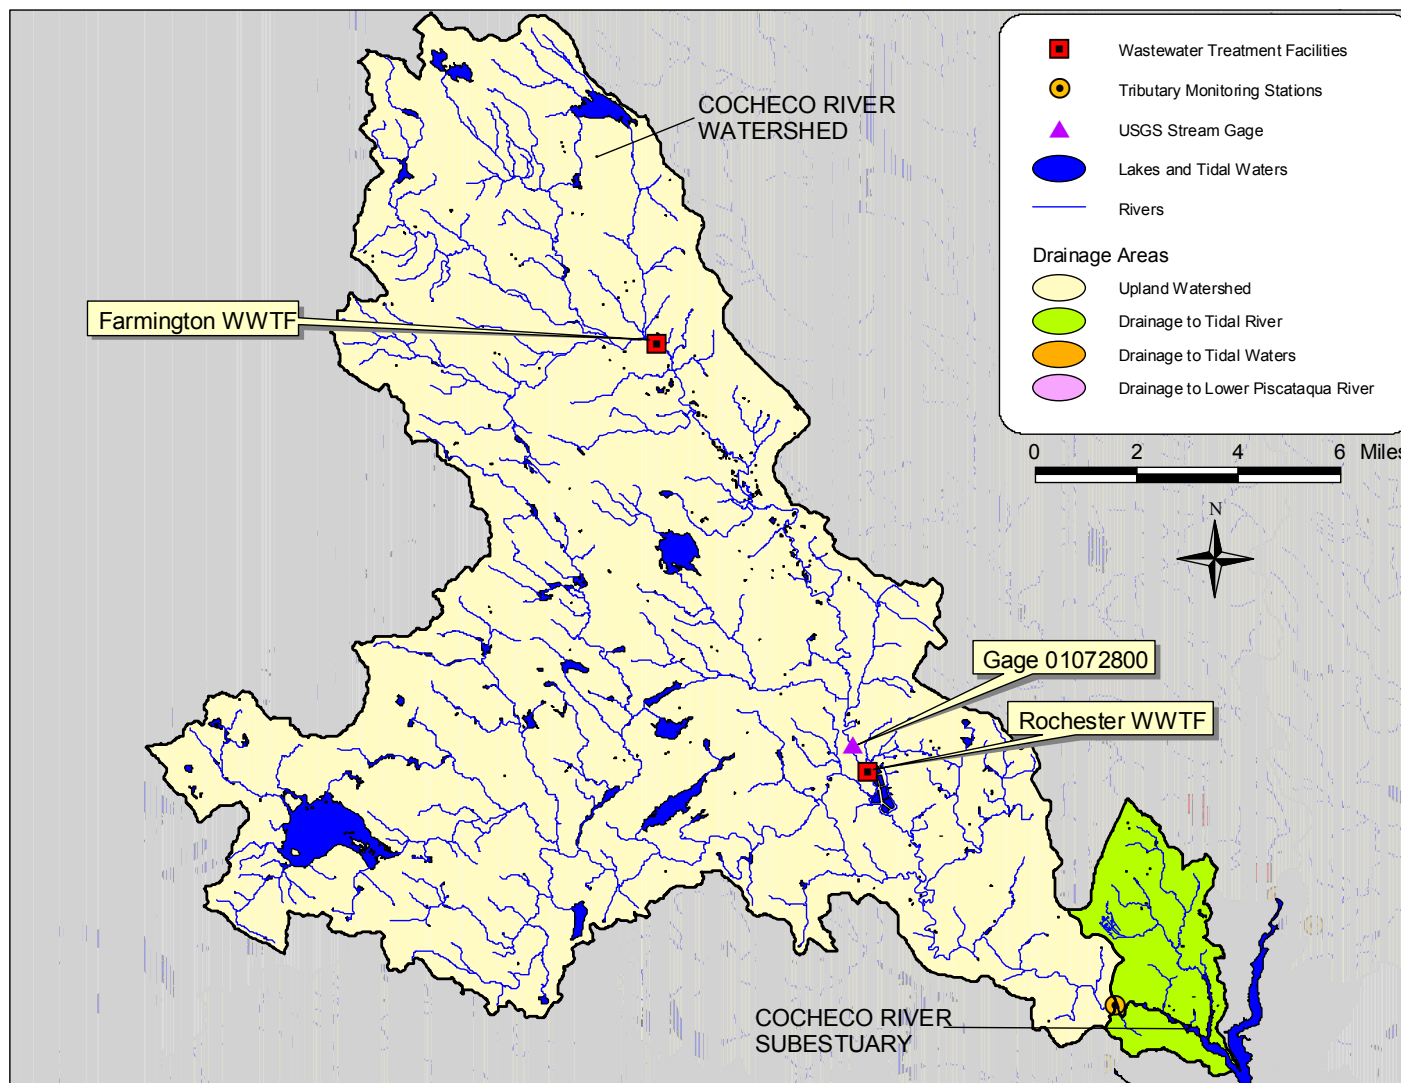 COCHECO RIVER
WATERSHED
Wastewater Treatment Facilities
Tributary Monitoring Stations
USGS Stream Gage
Lakes and Tidal Waters
Rivers
Drainage Areas
Upland Watershed
Drainage to Tidal River
Drainage to Tidal Waters
Drainage to Lower Piscataqua River
Farmington WWTF
0 2 4 6 Miles
N
Gage 01072800
Rochester WWTF
COCHECO RIVER
SUBESTUARY